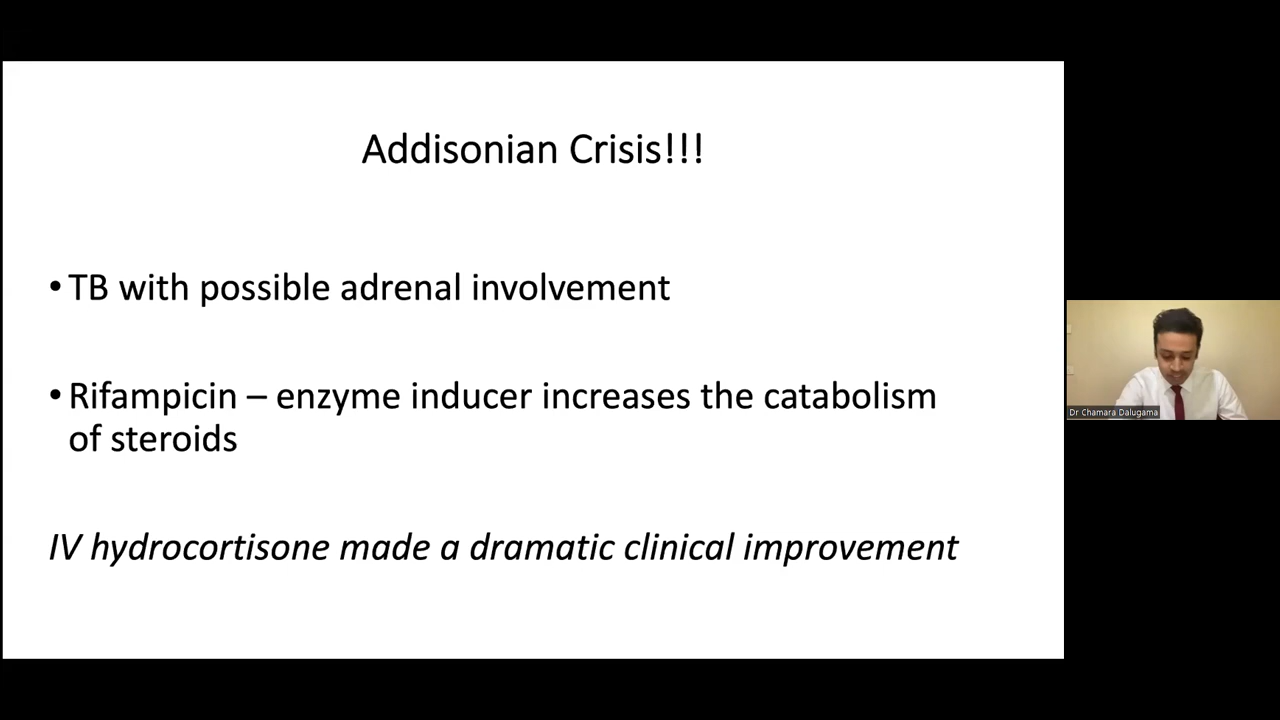 Addisonian Crisis!!!
• TB with possible adrenal involvement
• Rifampicin – enzyme inducer increases the catabolism
of steroids
IV hydrocortisone made a dramatic clinical improvement
Dr Chamara Dalugama